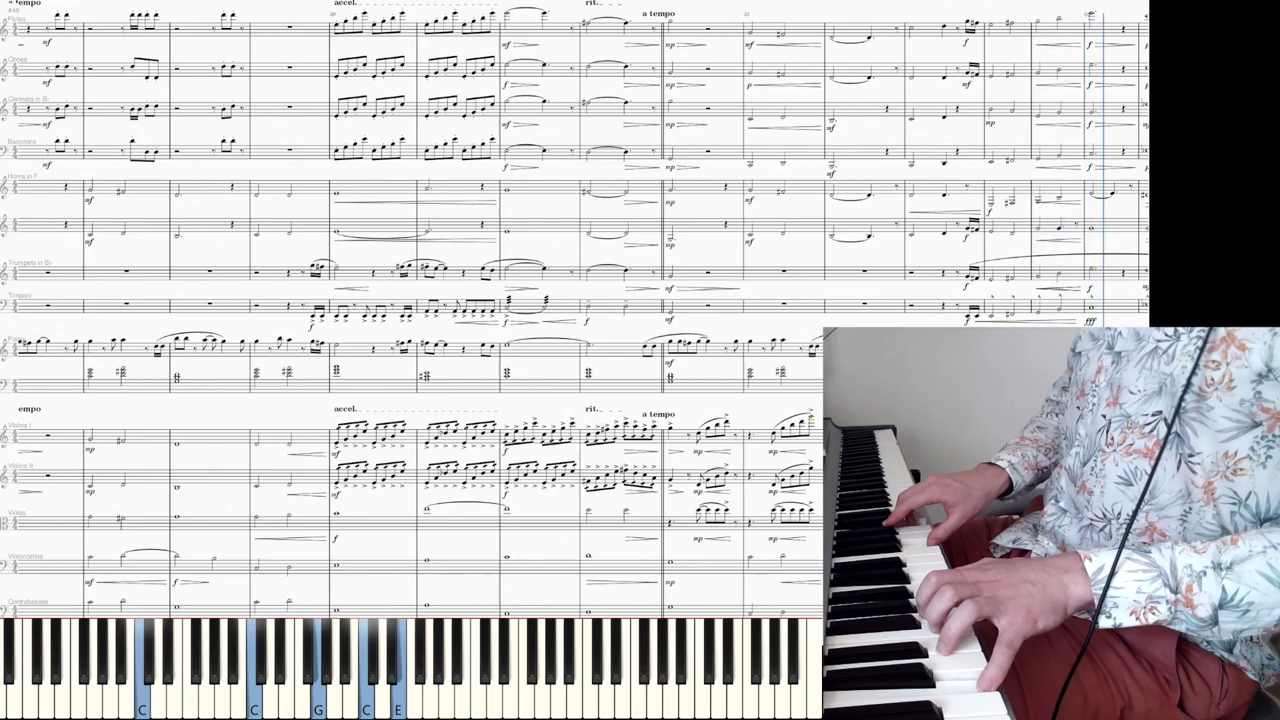 a tempo
accel.
rit.
a tempo
#48
Flutes
Oboes
Clarinets in B♭
Bassoons
Horns in F
Trumpets in B♭
Timpani
empo
accel.
rit.
a tempo
Violins I
Violins II
Violas
Violoncellos
Contrabasses
C C G C E